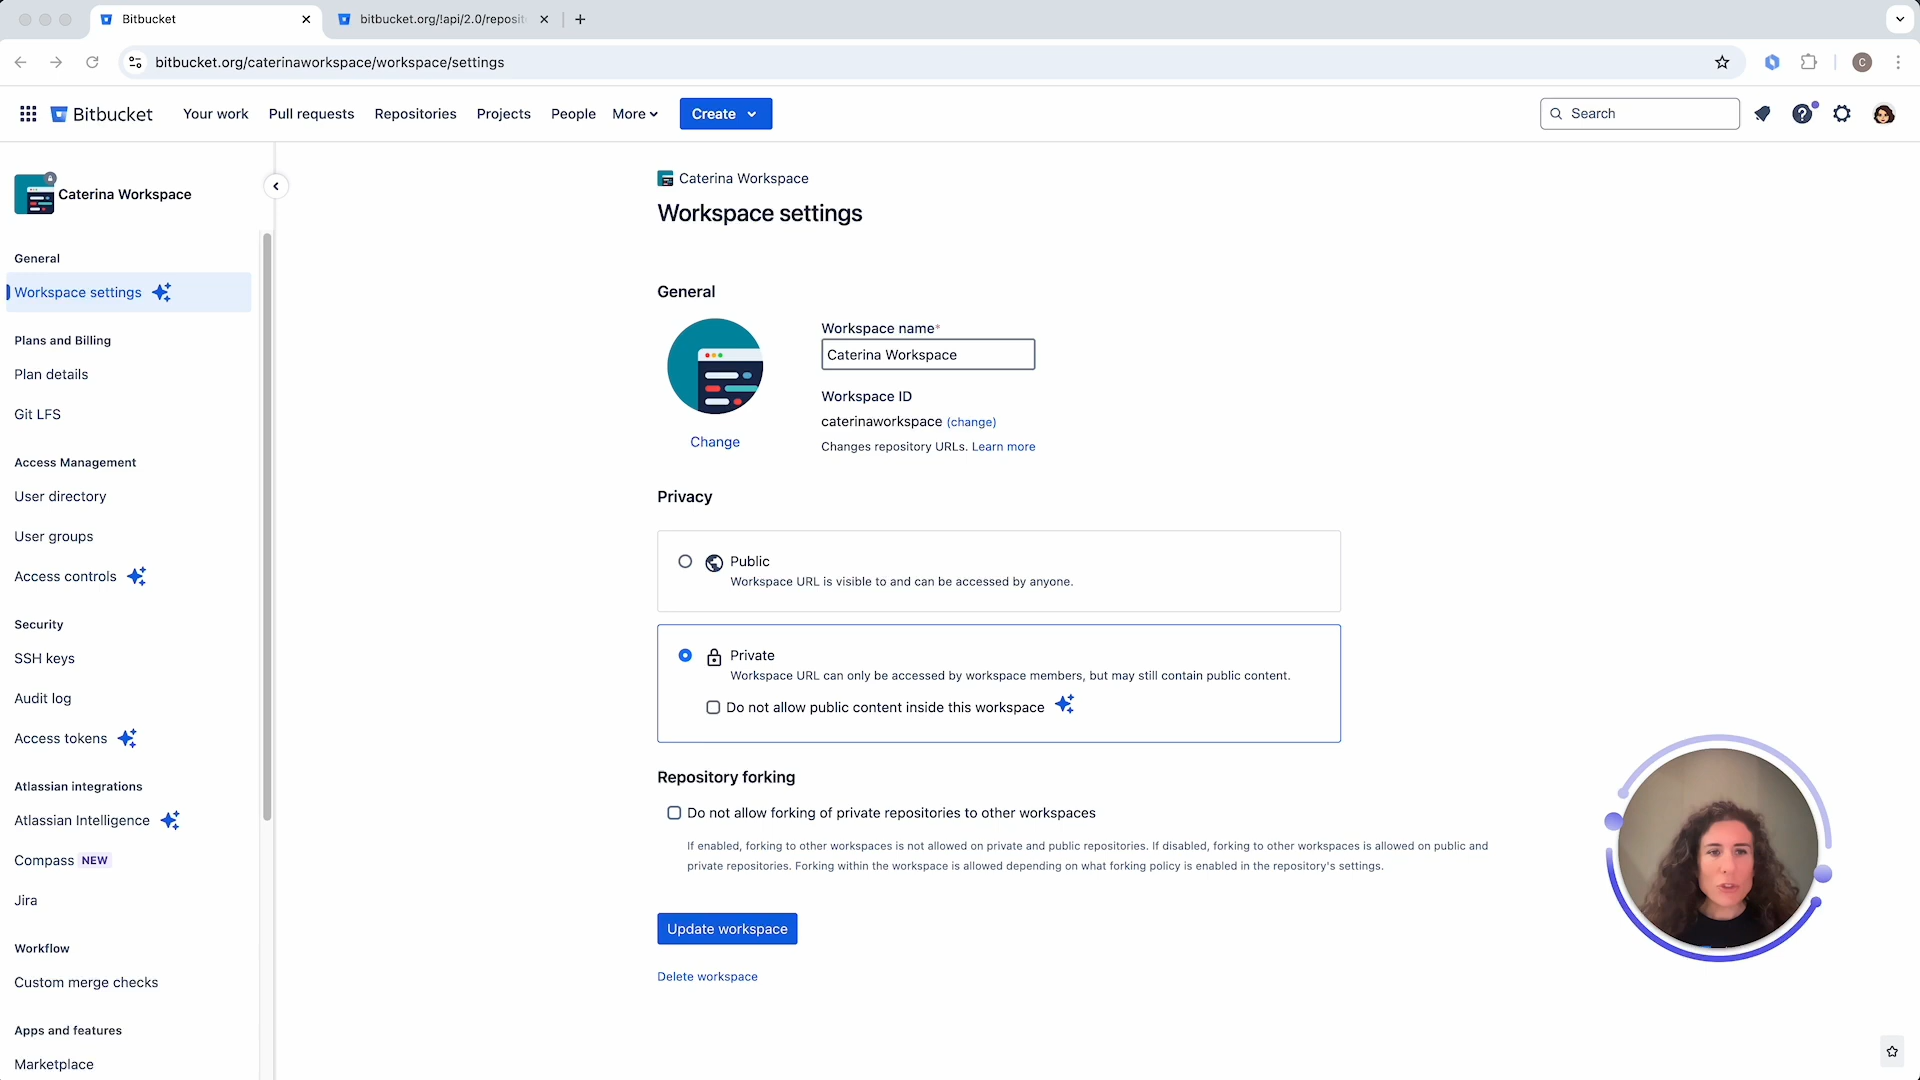 Bitbucket
bitbucket.org/!api/2.0/reposit
bitbucket.org/caterinaworkspace/workspace/settings
C
Bitbucket
Your work
Pull requests
Repositories
Projects
People
More
Create
Search
Caterina Workspace
General
Workspace settings
Plans and Billing
Plan details
Git LFS
Access Management
User directory
User groups
Access controls
Security
SSH keys
Audit log
Access tokens
Atlassian integrations
Atlassian Intelligence
Compass NEW
Jira
Workflow
Custom merge checks
Apps and features
Marketplace
Caterina Workspace
Workspace settings
General
Change
Workspace name*
Caterina Workspace
Workspace ID
caterinaworkspace (change)
Changes repository URLs. Learn more
Privacy
Public
Workspace URL is visible to and can be accessed by anyone.
Private
Workspace URL can only be accessed by workspace members, but may still contain public content.
Do not allow public content inside this workspace
Repository forking
Do not allow forking of private repositories to other workspaces
If enabled, forking to other workspaces is not allowed on private and public repositories. If disabled, forking to other workspaces is allowed on public and
private repositories. Forking within the workspace is allowed depending on what forking policy is enabled in the repository's settings.
Update workspace
Delete workspace